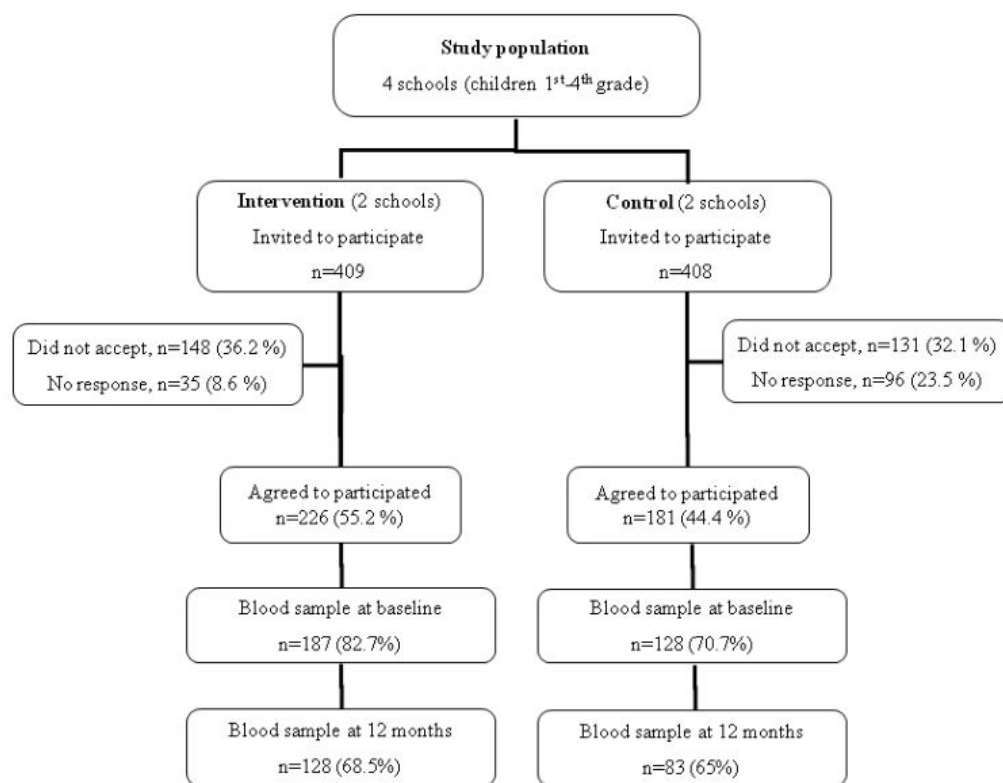 Study population
4 schools (children 1st-4th grade)
Intervention (2 schools)
Invited to participate
n=409
Control (2 schools)
Invited to participate
n=408
Did not accept, n=148 (36.2 %)
No response, n=35 (8.6 %)
Did not accept, n=131 (32.1 %)
No response, n=96 (23.5 %)
Agreed to participated
n=226 (55.2 %)
Agreed to participated
n=181 (44.4 %)
Blood sample at baseline
n=187 (82.7%)
Blood sample at baseline
n=128 (70.7%)
Blood sample at 12 months
n=128 (68.5%)
Blood sample at 12 months
n=83 (65%)